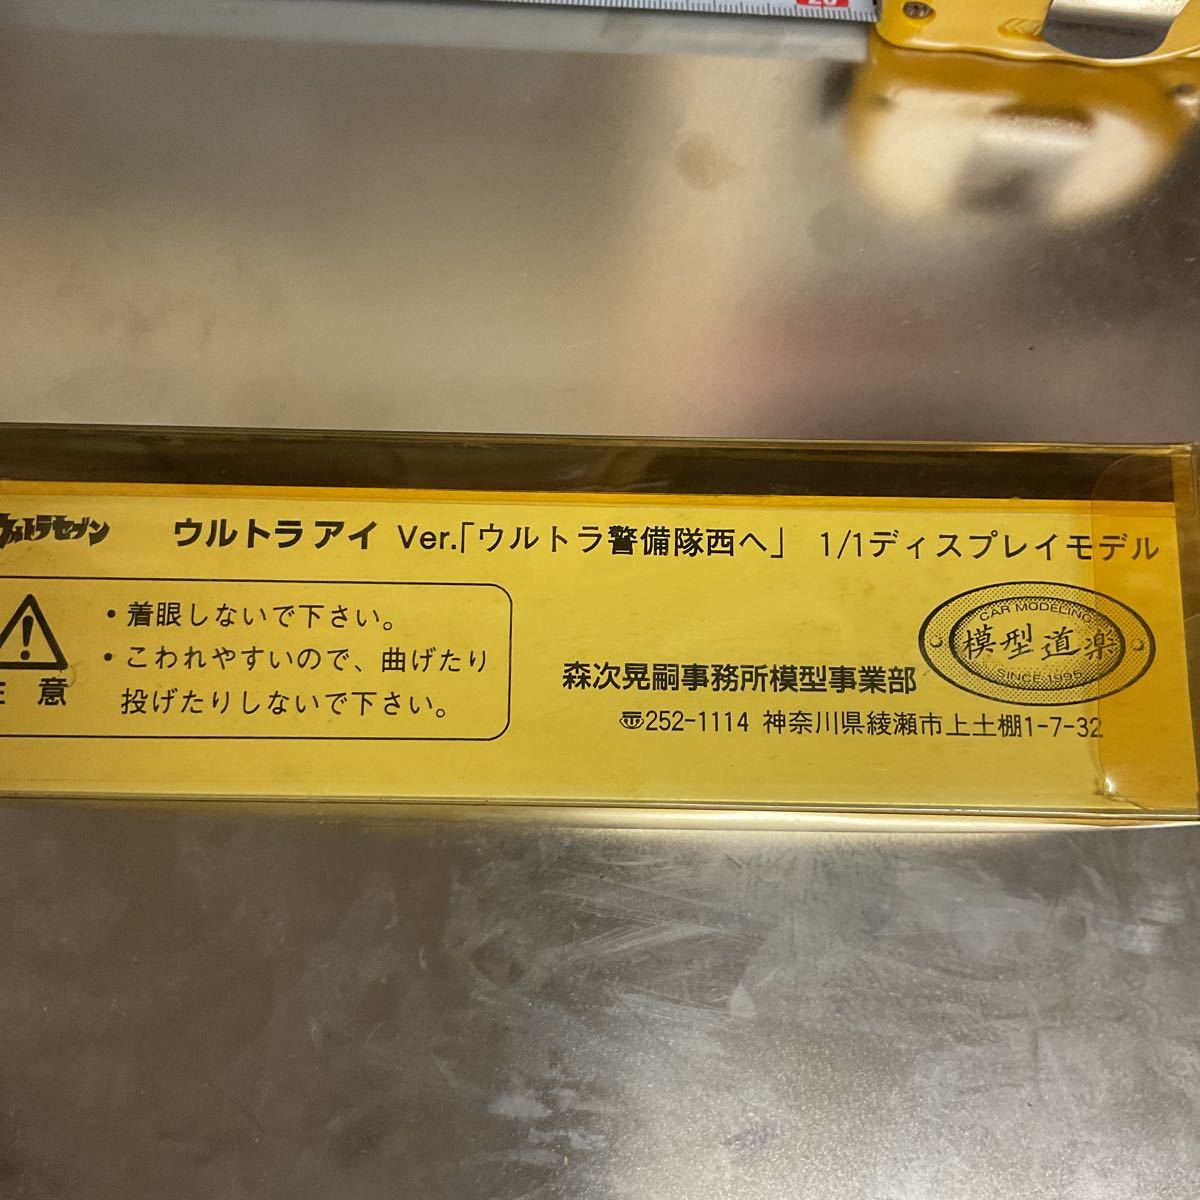 ウルトラセブン ウルトラアイ Ver.「ウルトラ警備隊西へ」 1/1ディスプレイモデル
・着眼しないで下さい。
・こわれやすいので、曲げたり
投げたりしないで下さい。
注意
CAR MODELING
模型道楽
SINCE 1995
森次晃嗣事務所模型事業部
〠252-1114 神奈川県綾瀬市上土棚1-7-32